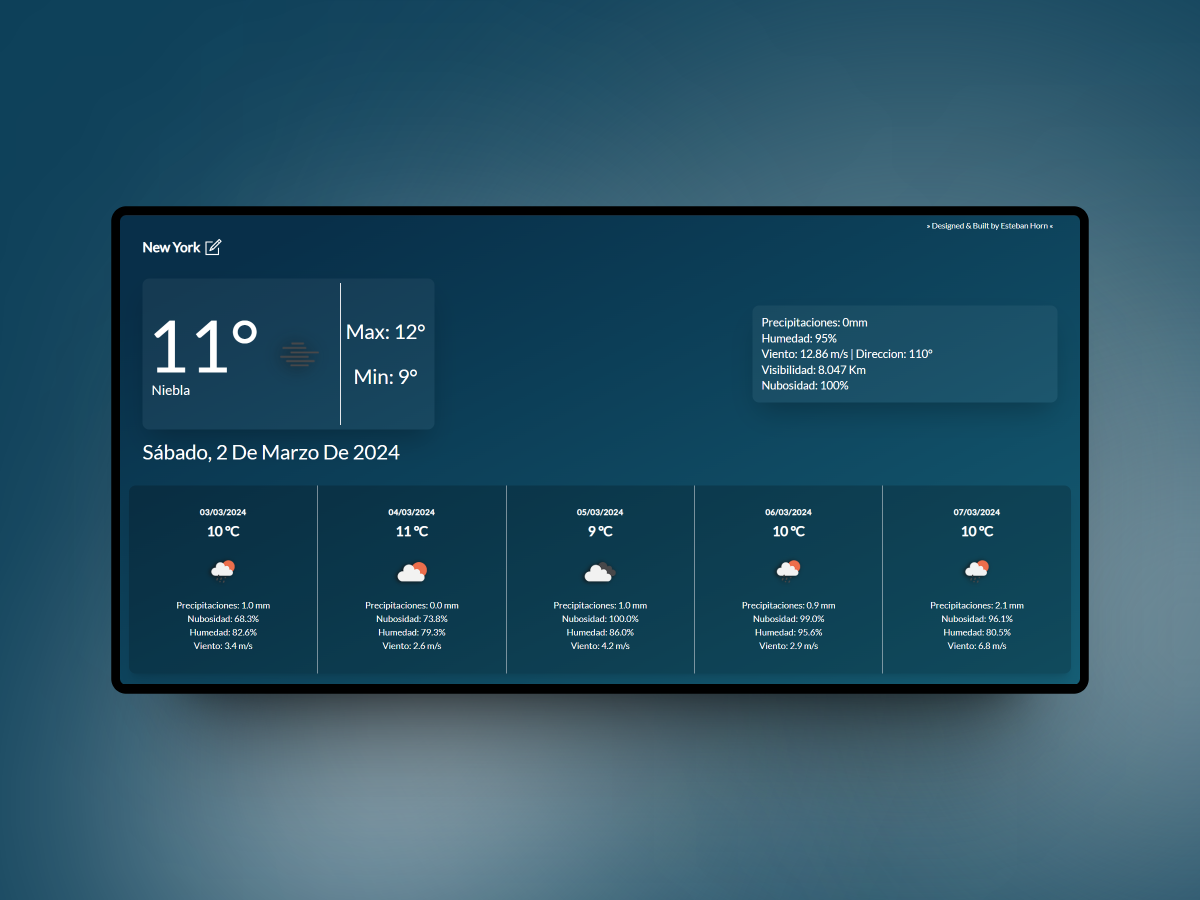 » Designed & Built by Esteban Horn «
New York
11°
Niebla
Max: 12°
Min: 9°
Precipitaciones: 0mm
Humedad: 95%
Viento: 12.86 m/s | Direccion: 110°
Visibilidad: 8.047 Km
Nubosidad: 100%
Sábado, 2 De Marzo De 2024
03/03/2024
10 °C
Precipitaciones: 1.0 mm
Nubosidad: 68.3%
Humedad: 82.6%
Viento: 3.4 m/s
04/03/2024
11 °C
Precipitaciones: 0.0 mm
Nubosidad: 73.8%
Humedad: 79.3%
Viento: 2.6 m/s
05/03/2024
9 °C
Precipitaciones: 1.0 mm
Nubosidad: 100.0%
Humedad: 86.0%
Viento: 4.2 m/s
06/03/2024
10 °C
Precipitaciones: 0.9 mm
Nubosidad: 99.0%
Humedad: 95.6%
Viento: 2.9 m/s
07/03/2024
10 °C
Precipitaciones: 2.1 mm
Nubosidad: 96.1%
Humedad: 80.5%
Viento: 6.8 m/s